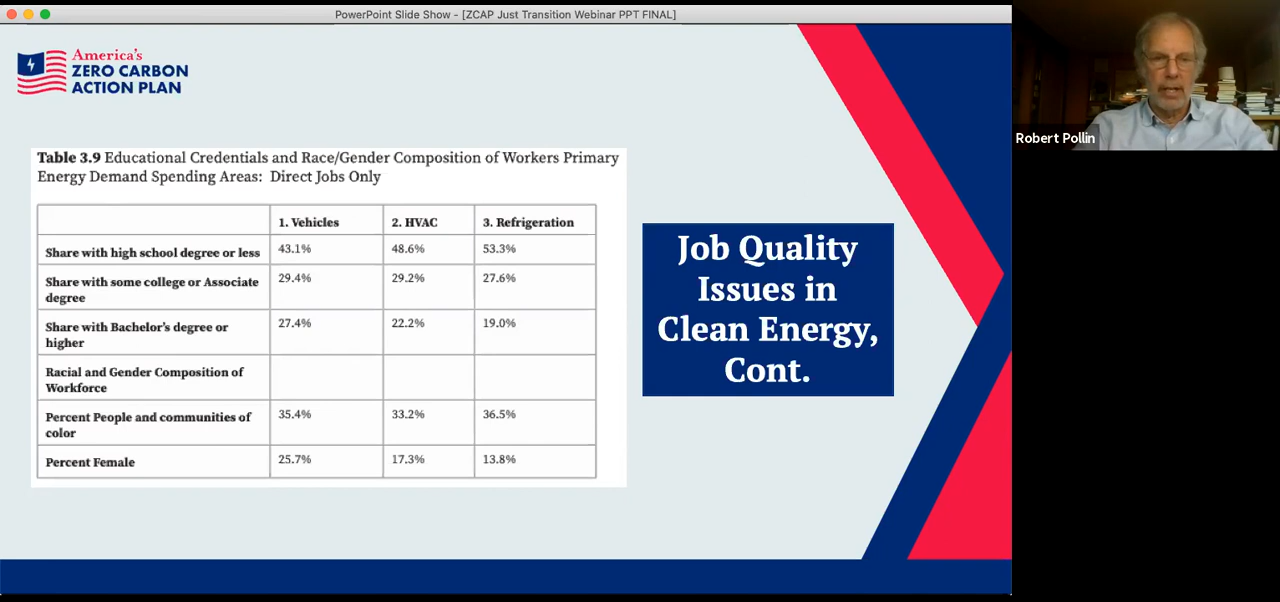 PowerPoint Slide Show - [ZCAP Just Transition Webinar PPT FINAL]
America's
ZERO CARBON
ACTION PLAN
Robert Pollin
Table 3.9 Educational Credentials and Race/Gender Composition of Workers Primary
Energy Demand Spending Areas: Direct Jobs Only
1. Vehicles 2. HVAC 3. Refrigeration
Share with high school degree or less 43.1% 48.6% 53.3%
Share with some college or Associate 29.4% 29.2% 27.6%
degree
Share with Bachelor's degree or 27.4% 22.2% 19.0%
higher
Racial and Gender Composition of
Workforce
Percent People and communities of 35.4% 33.2% 36.5%
color
Percent Female 25.7% 17.3% 13.8%
Job Quality
Issues in
Clean Energy,
Cont.